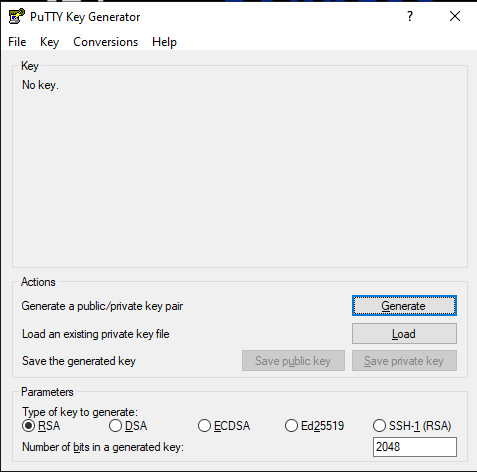 PuTTY Key Generator ?
File Key Conversions Help
Key
No key.
Actions
Generate a public/private key pair Generate
Load an existing private key file Load
Save the generated key Save public key Save private key
Parameters
Type of key to generate:
RSA DSA ECDSA Ed25519 SSH-1 (RSA)
Number of bits in a generated key: 2048